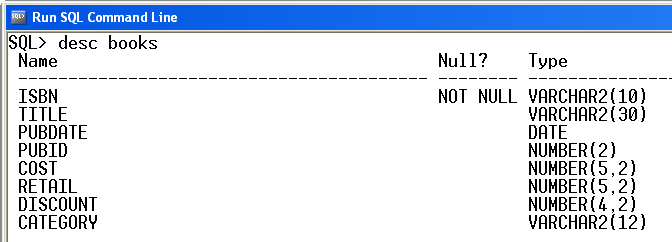 Run SQL Command Line
SQL> desc books
Name Null? Type
----------------------------------------- -------- ----------------
ISBN NOT NULL VARCHAR2(10)
TITLE VARCHAR2(30)
PUBDATE DATE
PUBID NUMBER(2)
COST NUMBER(5,2)
RETAIL NUMBER(5,2)
DISCOUNT NUMBER(4,2)
CATEGORY VARCHAR2(12)